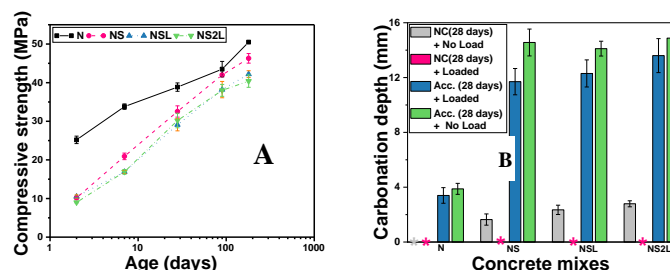 N NS NSL NS2L
Compressive strength (MPa)
50
40
30
20
10
0
1 10 100 1000
Age (days)
A
Carbonation depth (mm)
16
12
8
4
0
NC(28 days)
+ No Load
NC(28 days)
+ Loaded
Acc. (28 days)
+ Loaded
Acc. (28 days)
+ No Load
B
N NS NSL NS2L
Concrete mixes